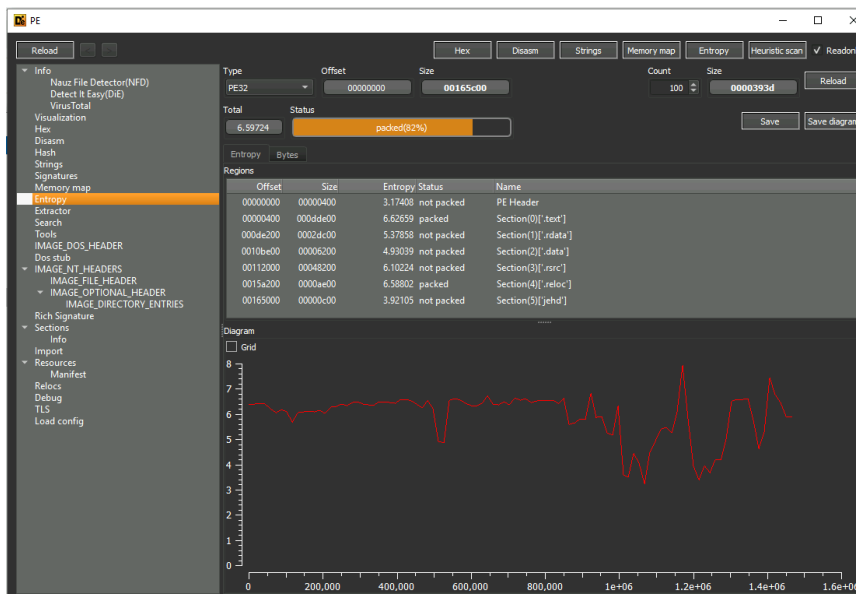 PE
Reload
Hex Disasm Strings Memory map Entropy Heuristic scan Readon
Info
Nauz File Detector(NFD)
Detect It Easy(DiE)
VirusTotal
Visualization
Hex
Disasm
Hash
Strings
Signatures
Memory map
Entropy
Extractor
Search
Tools
IMAGE_DOS_HEADER
Dos stub
IMAGE_NT_HEADERS
IMAGE_FILE_HEADER
IMAGE_OPTIONAL_HEADER
IMAGE_DIRECTORY_ENTRIES
Rich Signature
Sections
Info
Import
Resources
Manifest
Relocs
Debug
TLS
Load config
Type Offset Size Count Size
PE32 00000000 00165c00 100 0000393d Reload
Total Status
6.59724 packed(82%) Save Save diagram
Entropy Bytes
Regions
Offset Size Entropy Status Name
00000000 00000400 3.17408 not packed PE Header
00000400 000dde00 6.62659 packed Section(0)['.text']
000de200 0002dc00 5.37858 not packed Section(1)['.rdata']
0010be00 00006200 4.93039 not packed Section(2)['.data']
00112000 00048200 6.10224 not packed Section(3)['.rsrc']
0015a200 0000ae00 6.58802 packed Section(4)['.reloc']
00165000 00000c00 3.92105 not packed Section(5)['jehd']
Diagram
Grid
8
7
6
5
4
3
2
1
0
0 200,000 400,000 600,000 800,000 1e+06 1.2e+06 1.4e+06 1.6e+0